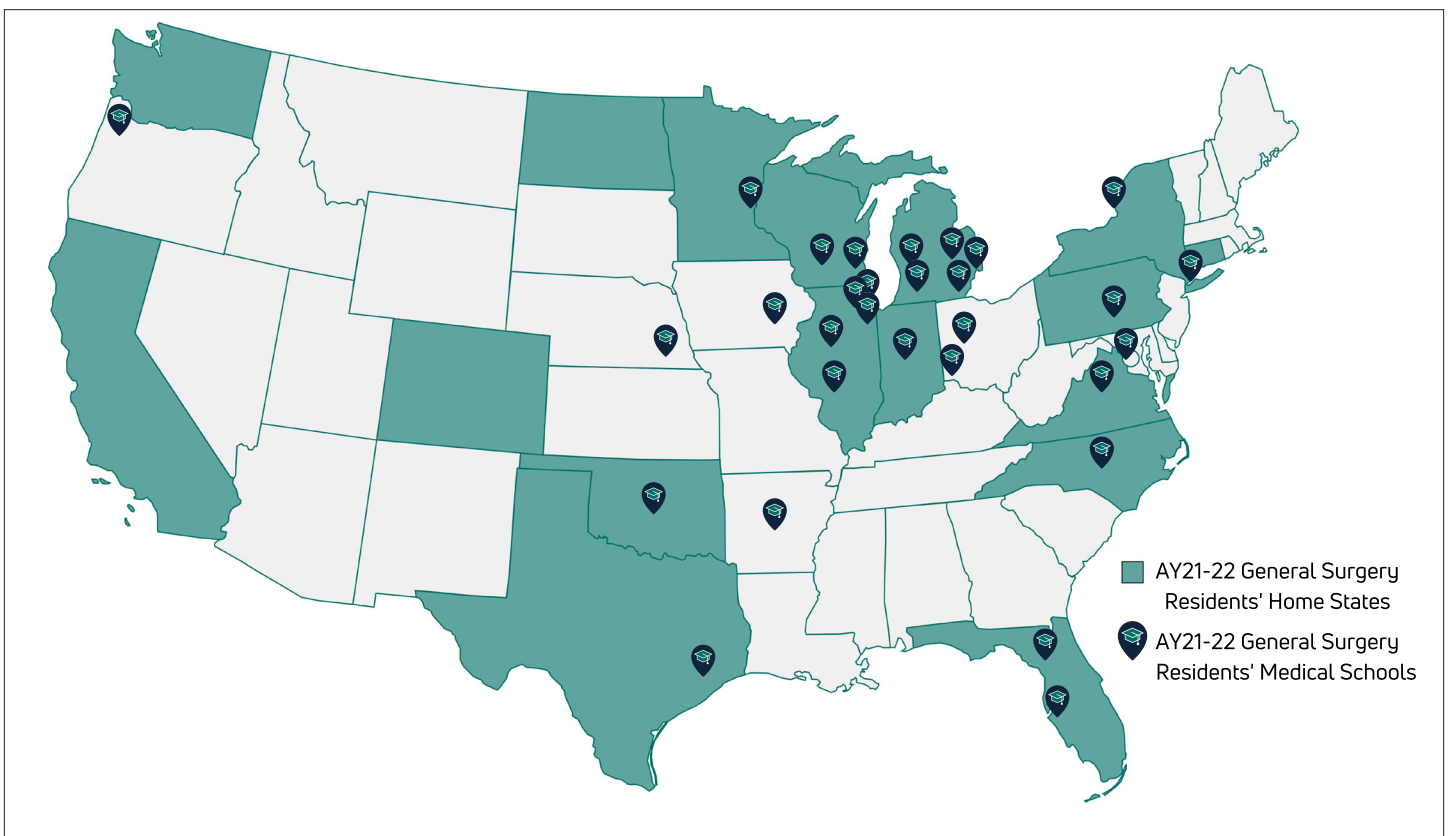 AY21-22 General Surgery
Residents' Home States
AY21-22 General Surgery
Residents' Medical Schools